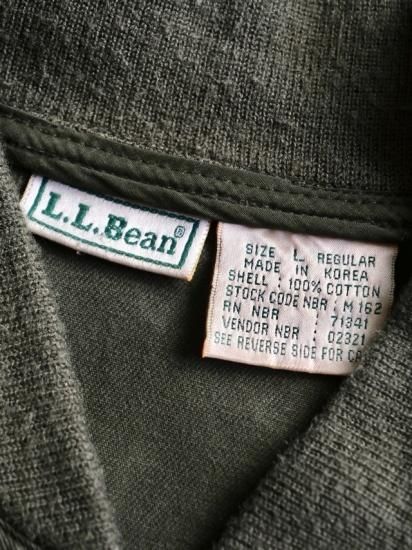 L.L.Bean®
SIZE L REGULAR
MADE IN KOREA
SHELL : 100% COTTON
STOCK CODE NBR : M 162
RN NBR : 71341
VENDOR NBR : 02321
SEE REVERSE SIDE FOR